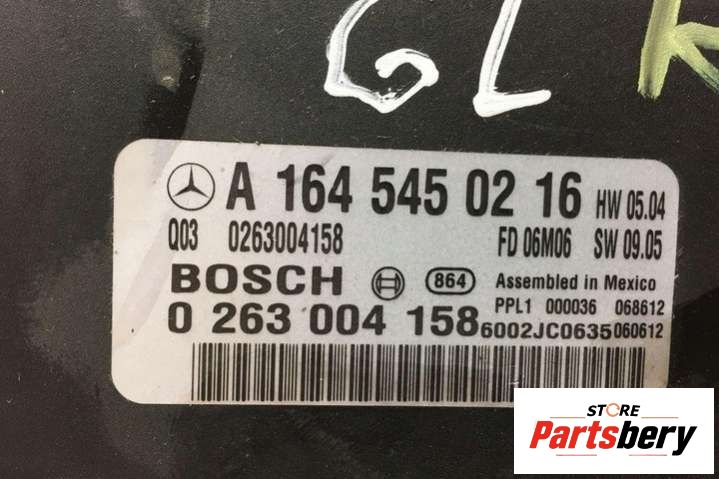 GL
A 164 545 02 16 HW 05.04
Q03 0263004158 FD 06M06 SW 09.05
BOSCH 864 Assembled in Mexico
PPL1 000036 068612
0 263 004 158 6002JC0635 060612
STORE
Partsbery